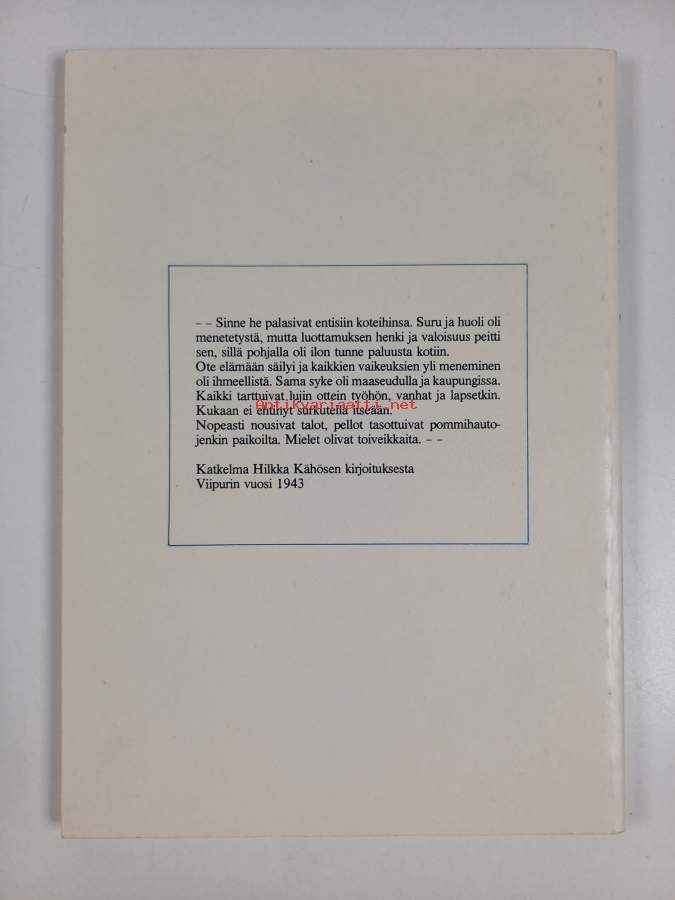 – – Sinne he palasivat entisiin koteihinsa. Suru ja huoli oli
menetetystä, mutta luottamuksen henki ja valoisuus peitti
sen, sillä pohjalla oli ilon tunne paluusta kotiin.
Ote elämään säilyi ja kaikkien vaikeuksien yli meneminen
oli ihmeellistä. Sama syke oli maaseudulla ja kaupungissa.
Kaikki tarttuivat lujin ottein työhön, vanhat ja lapsetkin.
Antikvariaatti.net
Kukaan ei ehtinyt surkutella itseään.
Nopeasti nousivat talot, pellot tasottuivat pommihauto-
jenkin paikoilta. Mielet olivat toiveikkaita. – –
Katkelma Hilkka Kähösen kirjoituksesta
Viipurin vuosi 1943